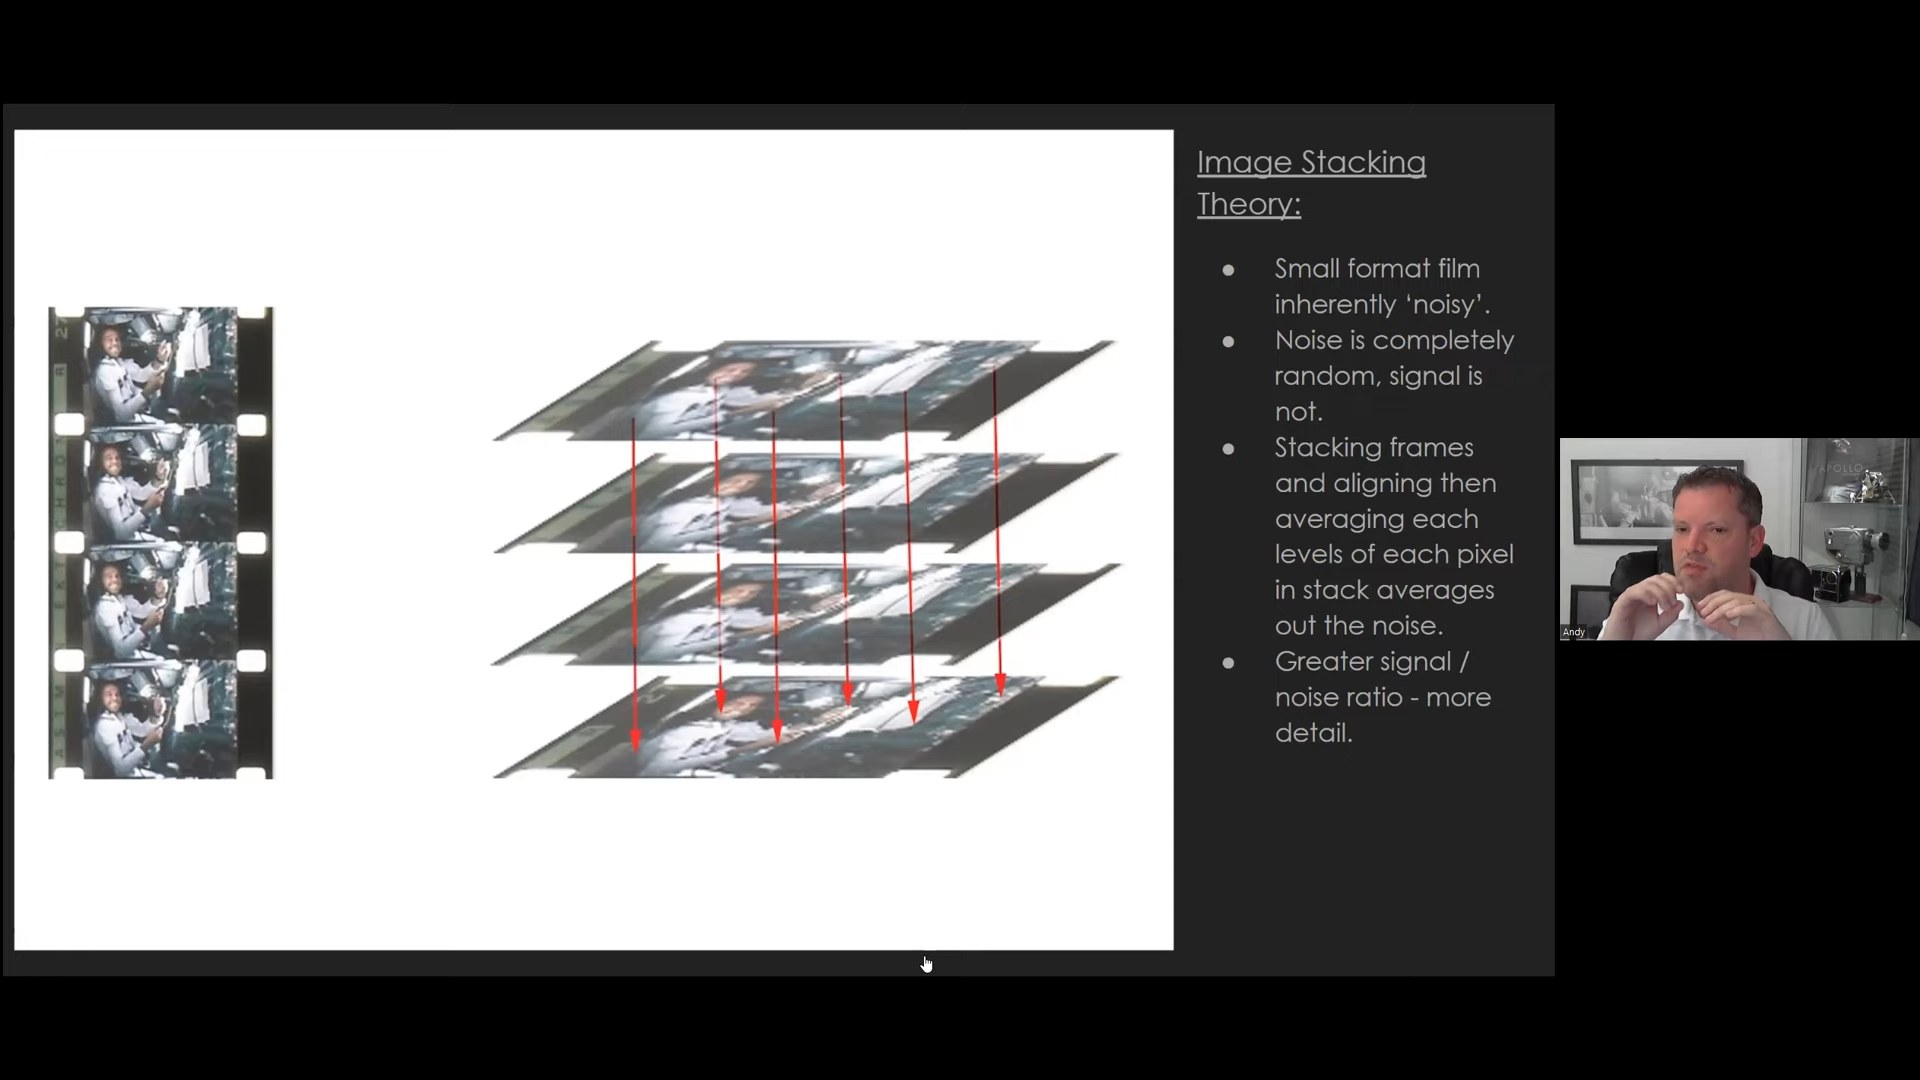 Image Stacking
Theory:
● Small format film
inherently ‘noisy’.
● Noise is completely
random, signal is
not.
● Stacking frames
and aligning then
averaging each
levels of each pixel
in stack averages
out the noise.
● Greater signal /
noise ratio - more
detail.
APOLLO
Andy